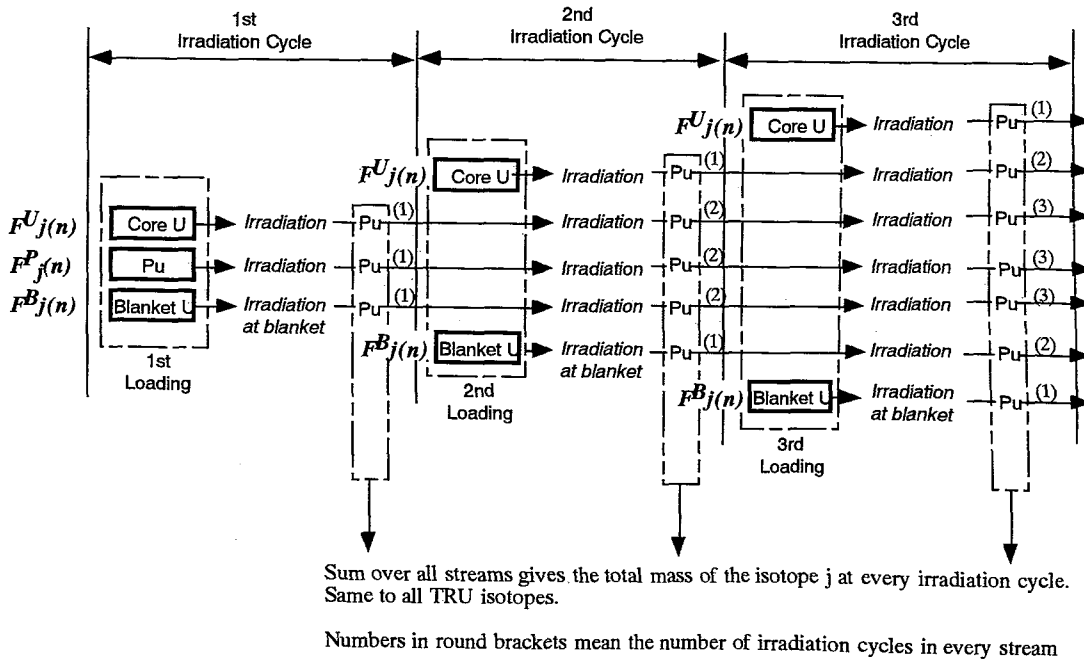 1st
Irradiation Cycle
2nd
Irradiation Cycle
3rd
Irradiation Cycle
F^U_j(n) Core U Irradiation Pu (1)
F^U_j(n) Core U Irradiation Pu (1) Irradiation Pu (2)
F^U_j(n) Core U Irradiation Pu (1) Irradiation Pu (2) Irradiation Pu (3)
F^P_j(n) Pu Irradiation Pu (1) Irradiation Pu (2) Irradiation Pu (3)
F^B_j(n) Blanket U Irradiation at blanket Pu (1) Irradiation Pu (2) Irradiation Pu (3)
F^B_j(n) Blanket U Irradiation at blanket Pu (1) Irradiation Pu (2)
F^B_j(n) Blanket U Irradiation at blanket Pu (1)
1st
Loading
2nd
Loading
3rd
Loading
Sum over all streams gives the total mass of the isotope j at every irradiation cycle.
Same to all TRU isotopes.
Numbers in round brackets mean the number of irradiation cycles in every stream